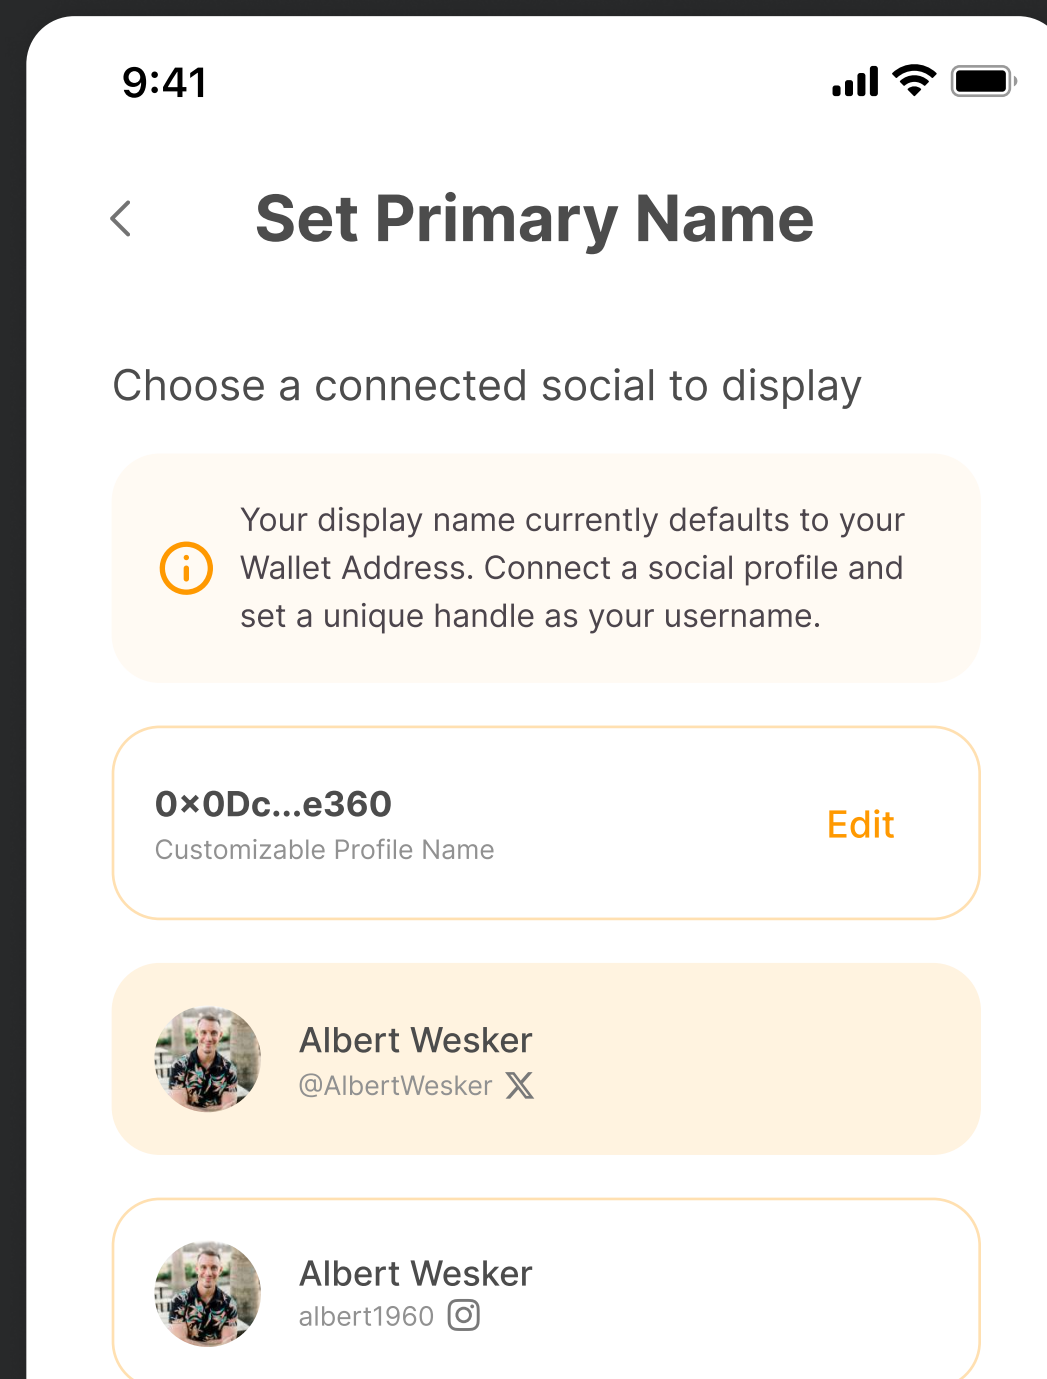 9:41
Set Primary Name
Choose a connected social to display
Your display name currently defaults to your
Wallet Address. Connect a social profile and
set a unique handle as your username.
0×0Dc...e360
Customizable Profile Name
Edit
Albert Wesker
@AlbertWesker
Albert Wesker
albert1960